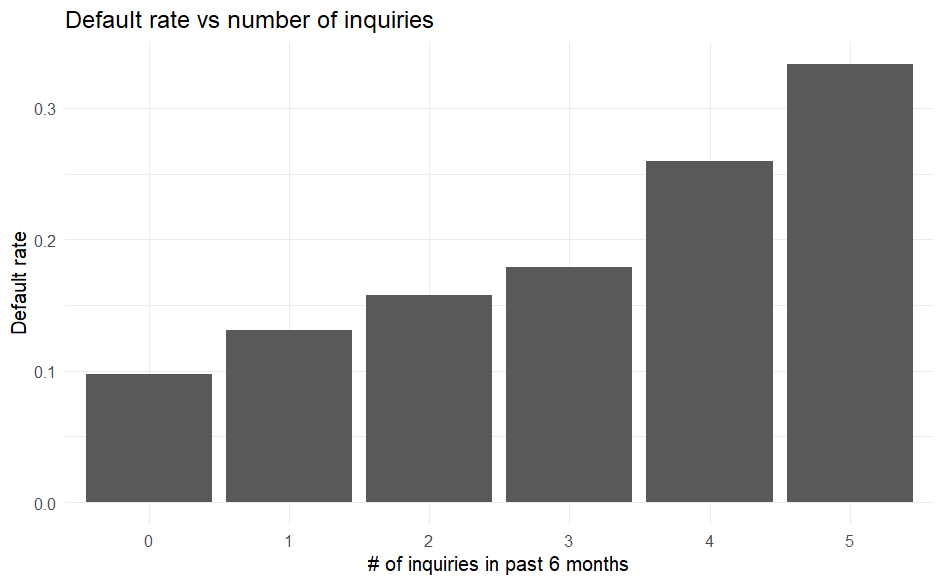 Default rate vs number of inquiries
Default rate
0.3
0.2
0.1
0.0
0 1 2 3 4 5
# of inquiries in past 6 months